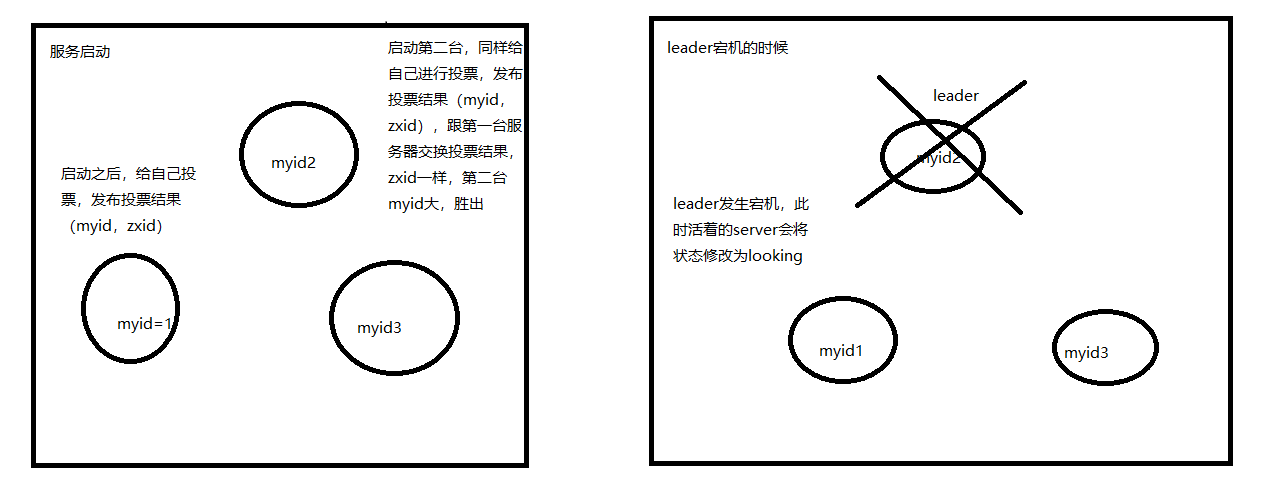 服务启动
启动第二台，同样给
自己进行投票，发布
投票结果（myid，
zxid），跟第一台服
务器交换投票结果，
zxid一样，第二台
myid大，胜出
myid2
启动之后，给自己投
票，发布投票结果
（myid，zxid）
myid=1
myid3
leader宕机的时候
leader
myid2
leader发生宕机，此
时活着的server会将
状态修改为looking
myid1
myid3